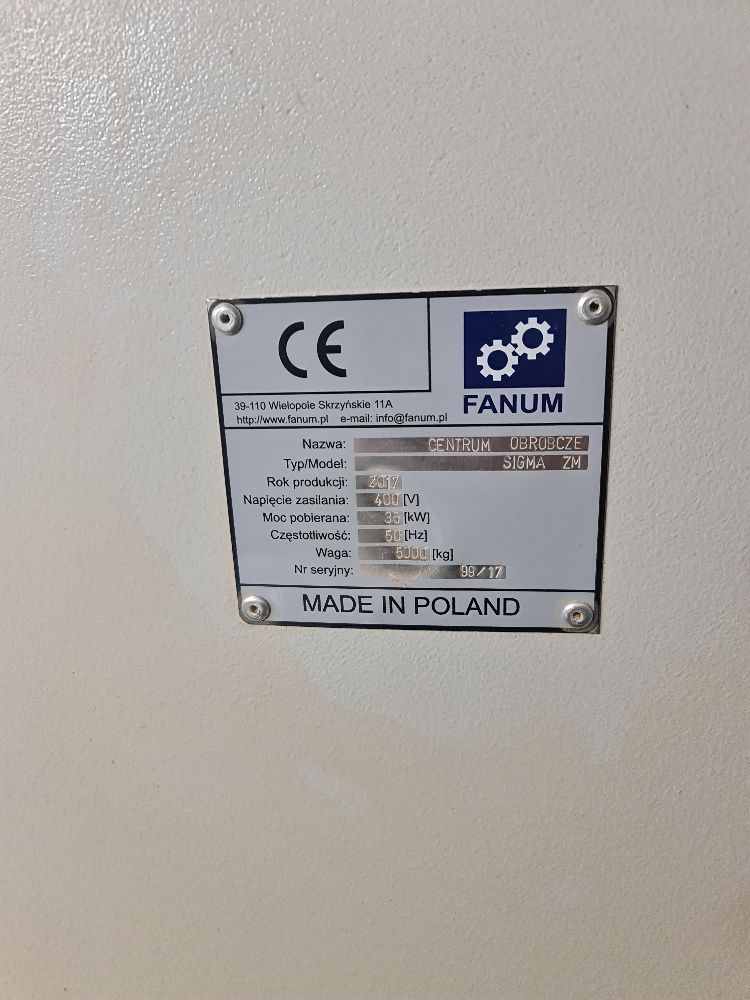 CE
FANUM
39-110 Wielopole Skrzyńskie 11A
http://www.fanum.pl e-mail: info@fanum.pl
Nazwa: CENTRUM OBROBCZE
Typ/Model: SIGMA ZM
Rok produkcji: 2017
Napięcie zasilania: 400 [V]
Moc pobierana: 35 [kW]
Częstotliwość: 50 [Hz]
Waga: 5000 [kg]
Nr seryjny: 99/17
MADE IN POLAND